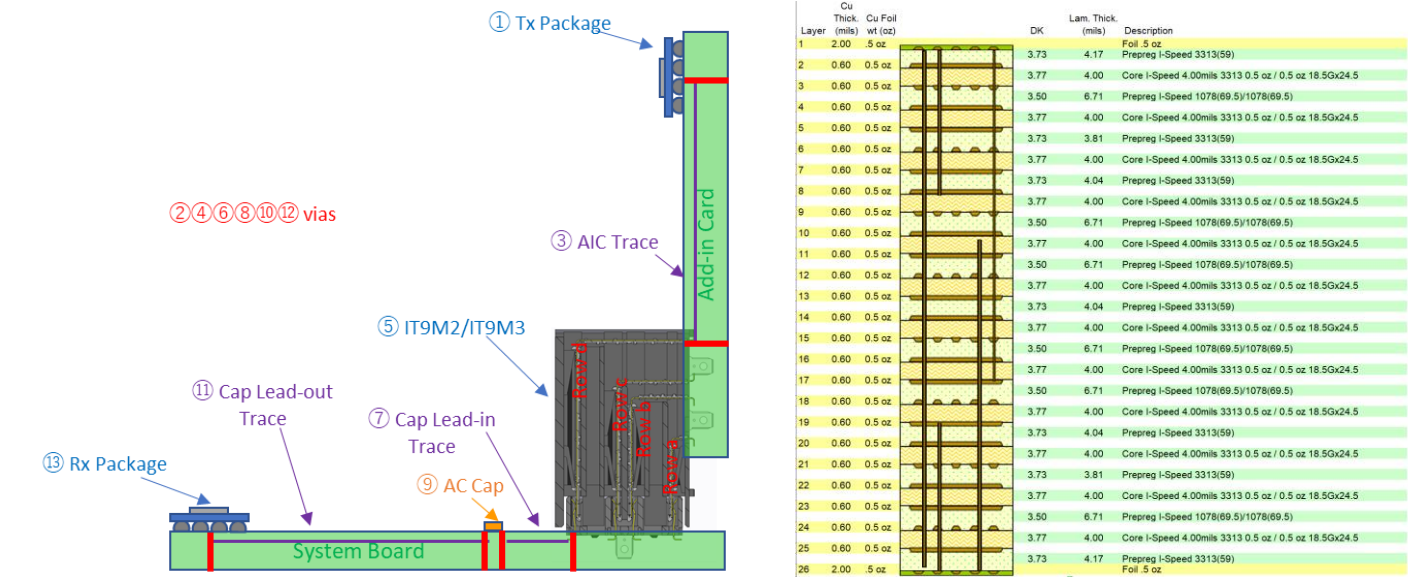 ① Tx Package
②④⑥⑧⑩⑫ vias
③ AIC Trace
Add-in Card
⑤ IT9M2/IT9M3
Row d
Row c
Row b
Row a
⑪ Cap Lead-out
Trace
⑦ Cap Lead-in
Trace
⑬ Rx Package
⑨ AC Cap
System Board
Cu
Thick. Cu Foil Lam. Thick.
Layer (mils) wt (oz) DK (mils) Description
1 2.00 .5 oz Foil .5 oz
3.73 4.17 Prepreg I-Speed 3313(59)
2 0.60 0.5 oz
3.77 4.00 Core I-Speed 4.00mils 3313 0.5 oz / 0.5 oz 18.5Gx24.5
3 0.60 0.5 oz
3.50 6.71 Prepreg I-Speed 1078(69.5)/1078(69.5)
4 0.60 0.5 oz
3.77 4.00 Core I-Speed 4.00mils 3313 0.5 oz / 0.5 oz 18.5Gx24.5
5 0.60 0.5 oz
3.73 3.81 Prepreg I-Speed 3313(59)
6 0.60 0.5 oz
3.77 4.00 Core I-Speed 4.00mils 3313 0.5 oz / 0.5 oz 18.5Gx24.5
7 0.60 0.5 oz
3.73 4.04 Prepreg I-Speed 3313(59)
8 0.60 0.5 oz
3.77 4.00 Core I-Speed 4.00mils 3313 0.5 oz / 0.5 oz 18.5Gx24.5
9 0.60 0.5 oz
3.50 6.71 Prepreg I-Speed 1078(69.5)/1078(69.5)
10 0.60 0.5 oz
3.77 4.00 Core I-Speed 4.00mils 3313 0.5 oz / 0.5 oz 18.5Gx24.5
11 0.60 0.5 oz
3.50 6.71 Prepreg I-Speed 1078(69.5)/1078(69.5)
12 0.60 0.5 oz
3.77 4.00 Core I-Speed 4.00mils 3313 0.5 oz / 0.5 oz 18.5Gx24.5
13 0.60 0.5 oz
3.73 4.04 Prepreg I-Speed 3313(59)
14 0.60 0.5 oz
3.77 4.00 Core I-Speed 4.00mils 3313 0.5 oz / 0.5 oz 18.5Gx24.5
15 0.60 0.5 oz
3.50 6.71 Prepreg I-Speed 1078(69.5)/1078(69.5)
16 0.60 0.5 oz
3.77 4.00 Core I-Speed 4.00mils 3313 0.5 oz / 0.5 oz 18.5Gx24.5
17 0.60 0.5 oz
3.50 6.71 Prepreg I-Speed 1078(69.5)/1078(69.5)
18 0.60 0.5 oz
3.77 4.00 Core I-Speed 4.00mils 3313 0.5 oz / 0.5 oz 18.5Gx24.5
19 0.60 0.5 oz
3.73 4.04 Prepreg I-Speed 3313(59)
20 0.60 0.5 oz
3.77 4.00 Core I-Speed 4.00mils 3313 0.5 oz / 0.5 oz 18.5Gx24.5
21 0.60 0.5 oz
3.73 3.81 Prepreg I-Speed 3313(59)
22 0.60 0.5 oz
3.77 4.00 Core I-Speed 4.00mils 3313 0.5 oz / 0.5 oz 18.5Gx24.5
23 0.60 0.5 oz
3.50 6.71 Prepreg I-Speed 1078(69.5)/1078(69.5)
24 0.60 0.5 oz
3.77 4.00 Core I-Speed 4.00mils 3313 0.5 oz / 0.5 oz 18.5Gx24.5
25 0.60 0.5 oz
3.73 4.17 Prepreg I-Speed 3313(59)
26 2.00 .5 oz Foil .5 oz